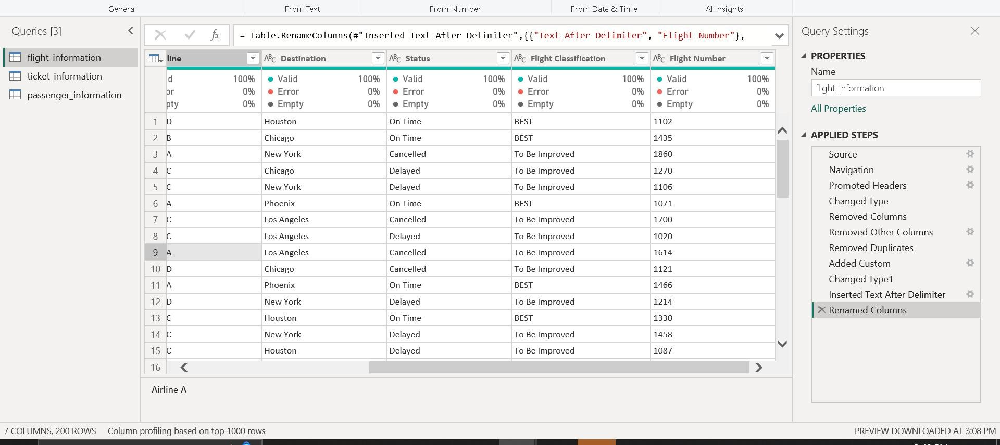 General From Text From Number From Date & Time AI Insights
Queries [3]
flight_information
ticket_information
passenger_information
fx = Table.RenameColumns(#"Inserted Text After Delimiter",{{"Text After Delimiter", "Flight Number"},
line ABC Destination ABC Status ABC Flight Classification ABC Flight Number
d 100% Valid 100% Valid 100% Valid 100% Valid 100%
or 0% Error 0% Error 0% Error 0% Error 0%
pty 0% Empty 0% Empty 0% Empty 0% Empty 0%
1 D Houston On Time BEST 1102
2 B Chicago On Time BEST 1435
3 A New York Cancelled To Be Improved 1860
4 C Chicago Delayed To Be Improved 1270
5 C New York Delayed To Be Improved 1106
6 A Phoenix On Time BEST 1071
7 C Los Angeles Cancelled To Be Improved 1700
8 C Los Angeles Delayed To Be Improved 1020
9 A Los Angeles Cancelled To Be Improved 1614
10 D Chicago Cancelled To Be Improved 1121
11 A Phoenix On Time BEST 1466
12 D New York Delayed To Be Improved 1214
13 C Houston On Time BEST 1330
14 C New York Delayed To Be Improved 1458
15 C Houston Delayed To Be Improved 1087
16
Airline A
Query Settings
PROPERTIES
Name
flight_information
All Properties
APPLIED STEPS
Source
Navigation
Promoted Headers
Changed Type
Removed Columns
Removed Other Columns
Removed Duplicates
Added Custom
Changed Type1
Inserted Text After Delimiter
Renamed Columns
7 COLUMNS, 200 ROWS Column profiling based on top 1000 rows PREVIEW DOWNLOADED AT 3:08 PM